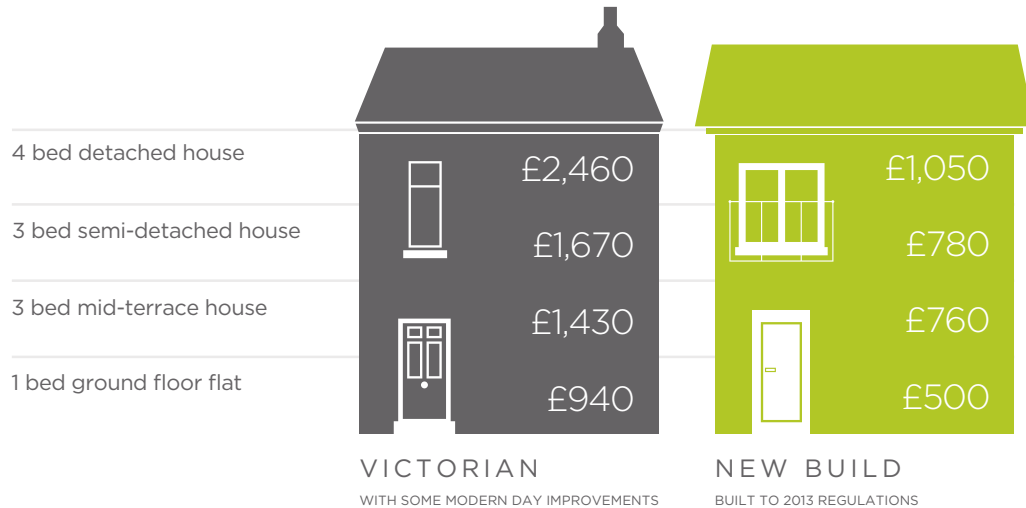 4 bed detached house £2,460 £1,050
3 bed semi-detached house £1,670 £780
3 bed mid-terrace house £1,430 £760
1 bed ground floor flat £940 £500
VICTORIAN NEW BUILD
WITH SOME MODERN DAY IMPROVEMENTS BUILT TO 2013 REGULATIONS